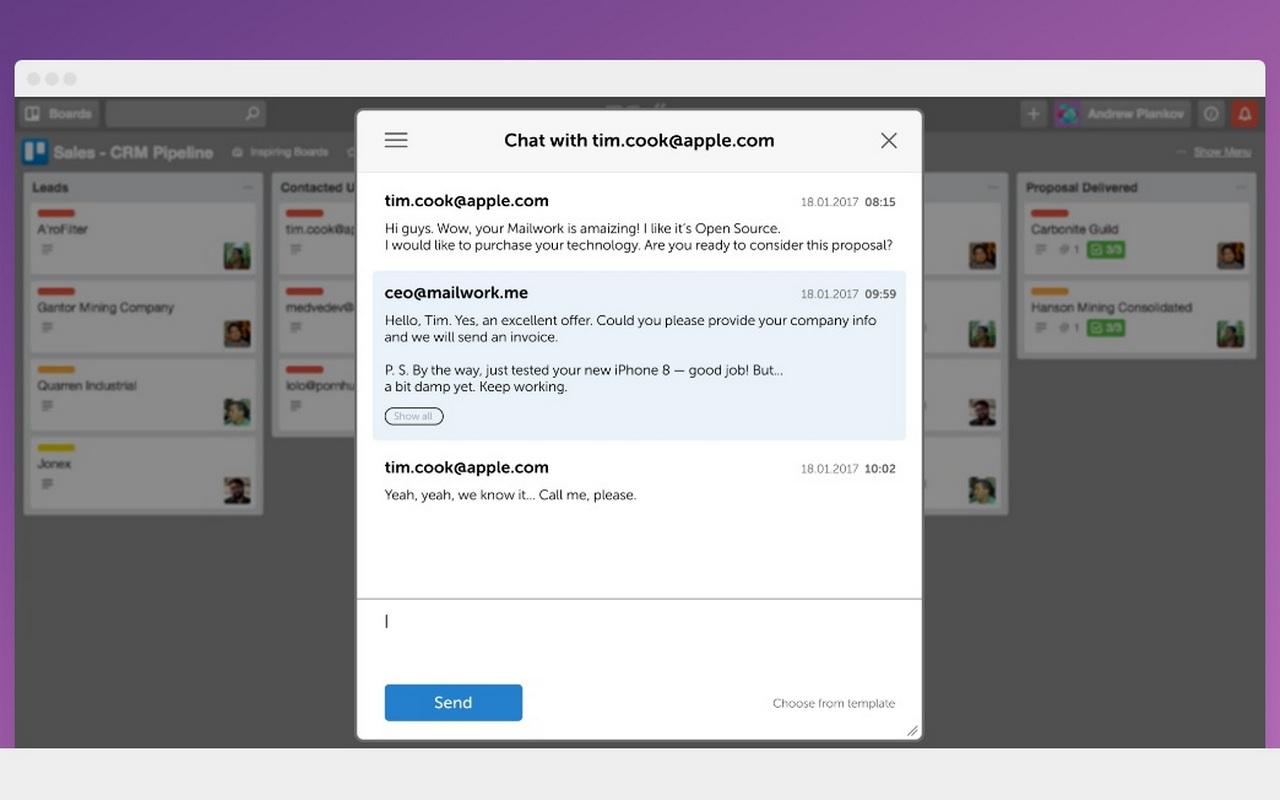 Boards
Andrew Plankov
Sales - CRM Pipeline
Inspiring Boards
Show Menu
Leads
A'roFilter
Gantor Mining Company
Quarren Industrial
Jonex
Contacted U
tim.cook@ap
medvedev@
lolo@pornhu
Chat with tim.cook@apple.com
tim.cook@apple.com
18.01.2017 08:15
Hi guys. Wow, your Mailwork is amaizing! I like it's Open Source.
I would like to purchase your technology. Are you ready to consider this proposal?
ceo@mailwork.me
18.01.2017 09:59
Hello, Tim. Yes, an excellent offer. Could you please provide your company info
and we will send an invoice.
P. S. By the way, just tested your new iPhone 8 — good job! But...
a bit damp yet. Keep working.
Show all
tim.cook@apple.com
18.01.2017 10:02
Yeah, yeah, we know it... Call me, please.
Send
Choose from template
Proposal Delivered
Carbonite Guild
1
3/3
Hanson Mining Consolidated
1
3/3